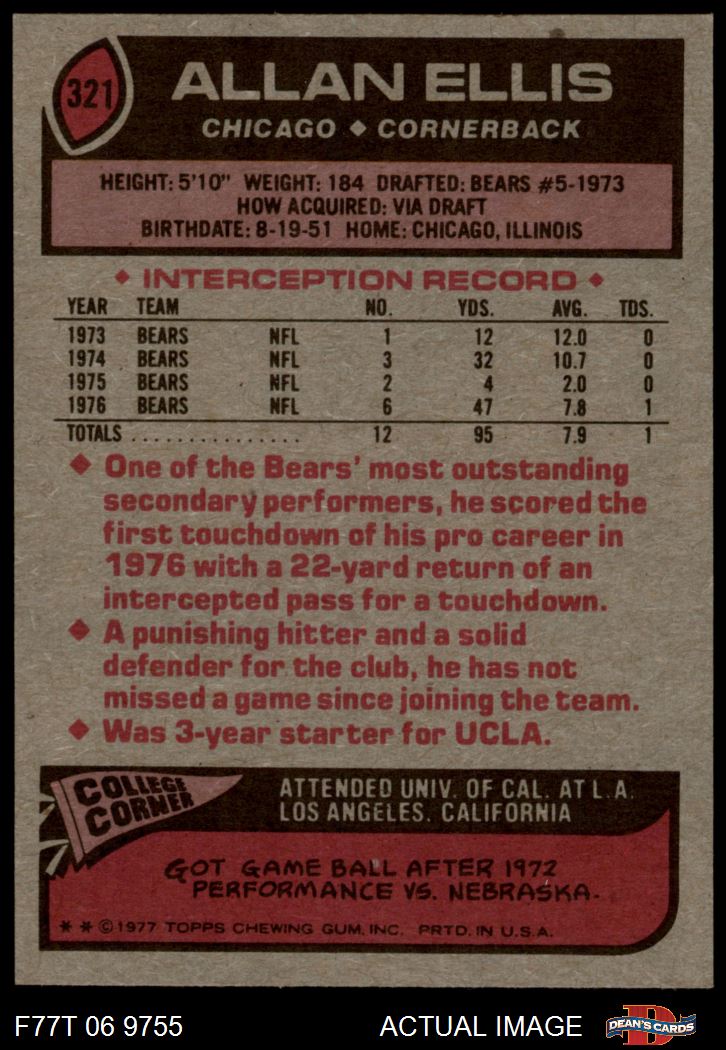 321
ALLAN ELLIS
CHICAGO ◆ CORNERBACK
HEIGHT: 5'10" WEIGHT: 184 DRAFTED: BEARS #5-1973
HOW ACQUIRED: VIA DRAFT
BIRTHDATE: 8-19-51 HOME: CHICAGO, ILLINOIS
◆ INTERCEPTION RECORD ◆
YEAR TEAM NO. YDS. AVG. TDS.
1973 BEARS NFL 1 12 12.0 0
1974 BEARS NFL 3 32 10.7 0
1975 BEARS NFL 2 4 2.0 0
1976 BEARS NFL 6 47 7.8 1
TOTALS ................ 12 95 7.9 1
◆ One of the Bears' most outstanding
secondary performers, he scored the
first touchdown of his pro career in
1976 with a 22-yard return of an
intercepted pass for a touchdown.
◆ A punishing hitter and a solid
defender for the club, he has not
missed a game since joining the team.
◆ Was 3-year starter for UCLA.
COLLEGE
CORNER
ATTENDED UNIV. OF CAL. AT L.A.
LOS ANGELES, CALIFORNIA
GOT GAME BALL AFTER 1972
PERFORMANCE VS. NEBRASKA.
* * © 1977 TOPPS CHEWING GUM, INC. PRTD. IN U.S.A.
F77T 06 9755 ACTUAL IMAGE
D
DEAN'S CARDS